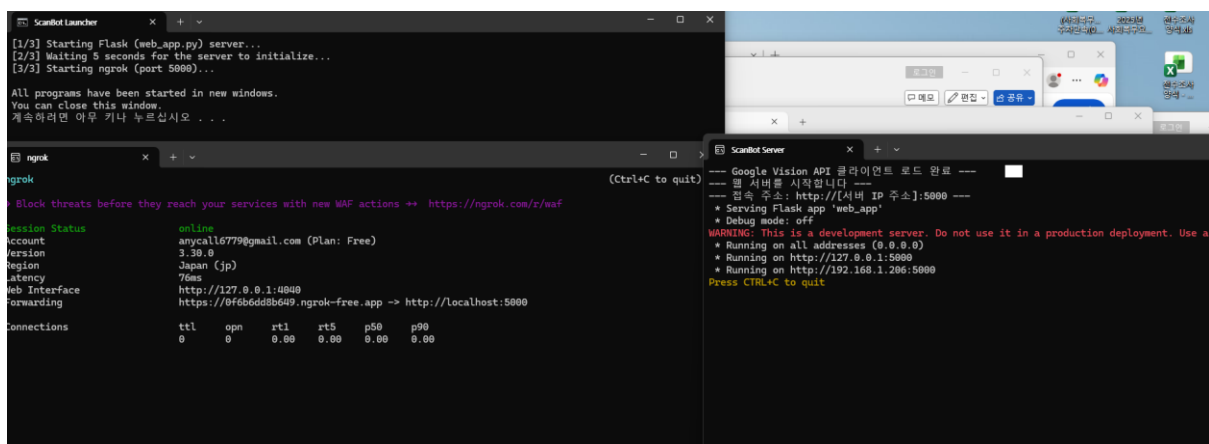 ScanBot Launcher
[1/3] Starting Flask (web_app.py) server...
[2/3] Waiting 5 seconds for the server to initialize...
[3/3] Starting ngrok (port 5000)...
All programs have been started in new windows.
You can close this window.
계속하려면 아무 키나 누르십시오 . . .
로그인
메모 편집 공유
로그인
ngrok
ngrok (Ctrl+C to quit)
Block threats before they reach your services with new WAF actions ↔ https://ngrok.com/r/waf
Session Status online
Account anycall6779@gmail.com (Plan: Free)
Version 3.30.0
Region Japan (jp)
Latency 76ms
Web Interface http://127.0.0.1:4040
Forwarding https://0f6b6dd8b649.ngrok-free.app -> http://localhost:5000
Connections ttl opn rt1 rt5 p50 p90
0 0 0.00 0.00 0.00 0.00
ScanBot Server
--- Google Vision API 클라이언트 로드 완료 ---
--- 웹 서버를 시작합니다 ---
--- 접속 주소: http://[서버 IP 주소]:5000 ---
* Serving Flask app 'web_app'
* Debug mode: off
WARNING: This is a development server. Do not use it in a production deployment. Use a
* Running on all addresses (0.0.0.0)
* Running on http://127.0.0.1:5000
* Running on http://192.168.1.206:5000
Press CTRL+C to quit